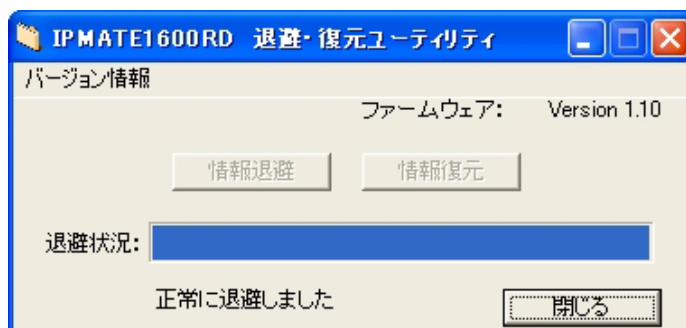 IPMATE1600RD 退避・復元ユーティリティ
バージョン情報
ファームウェア: Version 1.10
情報退避 情報復元
退避状況:
正常に退避しました 閉じる